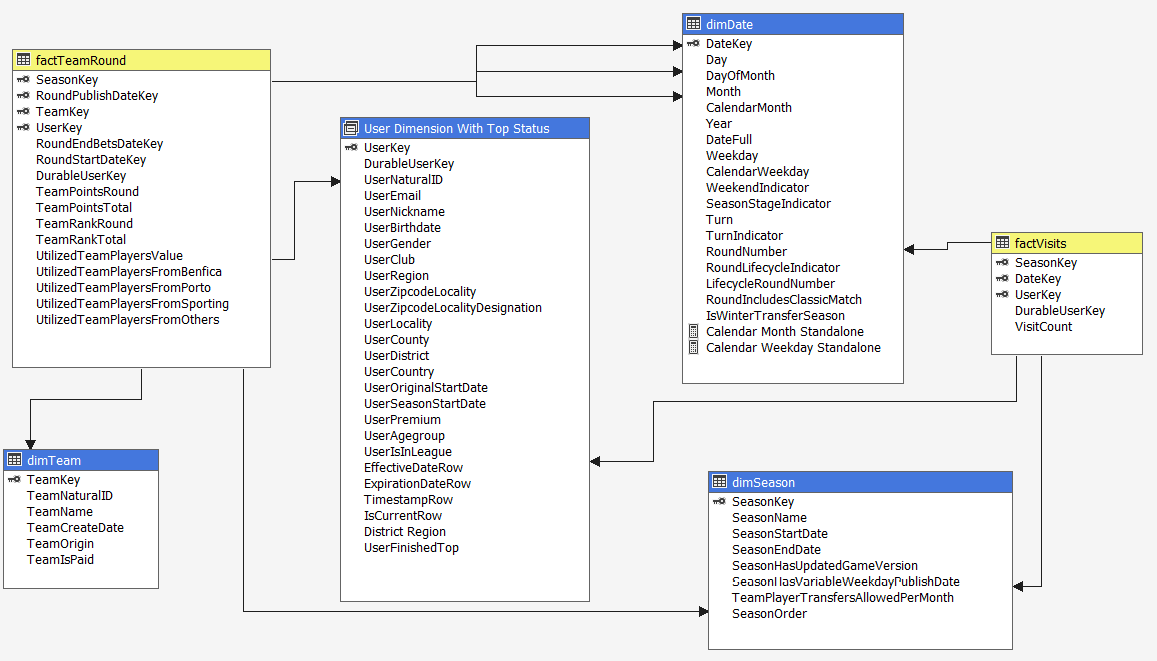 factTeamRound
SeasonKey
RoundPublishDateKey
TeamKey
UserKey
RoundEndBetsDateKey
RoundStartDateKey
DurableUserKey
TeamPointsRound
TeamPointsTotal
TeamRankRound
TeamRankTotal
UtilizedTeamPlayersValue
UtilizedTeamPlayersFromBenfica
UtilizedTeamPlayersFromPorto
UtilizedTeamPlayersFromSporting
UtilizedTeamPlayersFromOthers
User Dimension With Top Status
UserKey
DurableUserKey
UserNaturalID
UserEmail
UserNickname
UserBirthdate
UserGender
UserClub
UserRegion
UserZipcodeLocality
UserZipcodeLocalityDesignation
UserLocality
UserCounty
UserDistrict
UserCountry
UserOriginalStartDate
UserSeasonStartDate
UserPremium
UserAgegroup
UserIsInLeague
EffectiveDateRow
ExpirationDateRow
TimestampRow
IsCurrentRow
District Region
UserFinishedTop
dimDate
DateKey
Day
DayOfMonth
Month
CalendarMonth
Year
DateFull
Weekday
CalendarWeekday
WeekendIndicator
SeasonStageIndicator
Turn
TurnIndicator
RoundNumber
RoundLifecycleIndicator
LifecycleRoundNumber
RoundIncludesClassicMatch
IsWinterTransferSeason
Calendar Month Standalone
Calendar Weekday Standalone
factVisits
SeasonKey
DateKey
UserKey
DurableUserKey
VisitCount
dimTeam
TeamKey
TeamNaturalID
TeamName
TeamCreateDate
TeamOrigin
TeamIsPaid
dimSeason
SeasonKey
SeasonName
SeasonStartDate
SeasonEndDate
SeasonHasUpdatedGameVersion
SeasonHasVariableWeekdayPublishDate
TeamPlayerTransfersAllowedPerMonth
SeasonOrder